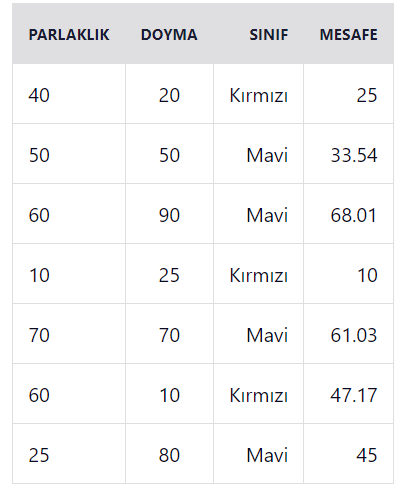 PARLAKLIK DOYMA SINIF MESAFE
40 20 Kırmızı 25
50 50 Mavi 33.54
60 90 Mavi 68.01
10 25 Kırmızı 10
70 70 Mavi 61.03
60 10 Kırmızı 47.17
25 80 Mavi 45